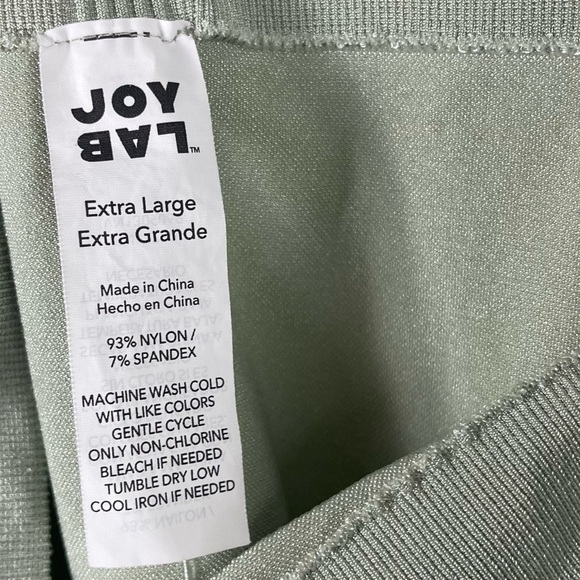 JOY
LAB™
Extra Large
Extra Grande
Made in China
Hecho en China
93% NYLON /
7% SPANDEX
MACHINE WASH COLD
WITH LIKE COLORS
GENTLE CYCLE
ONLY NON-CHLORINE
BLEACH IF NEEDED
TUMBLE DRY LOW
COOL IRON IF NEEDED